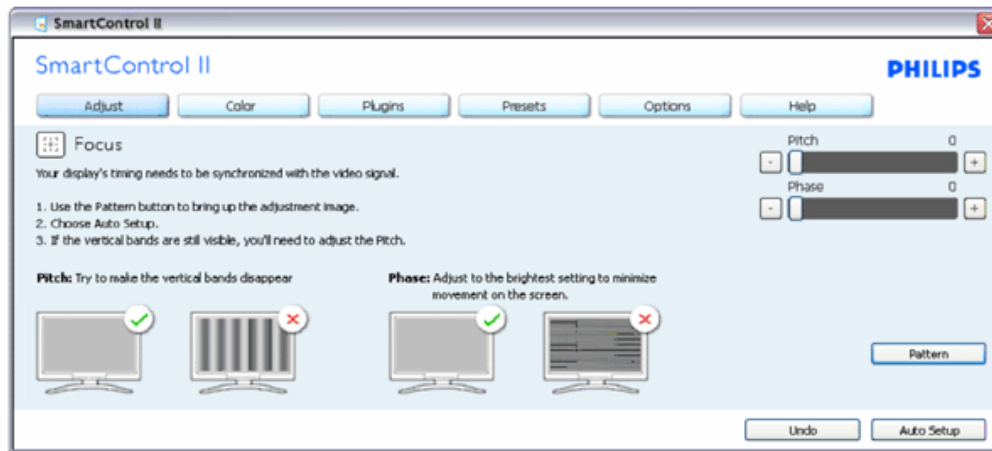 SmartControl II
SmartControl II
PHILIPS
Adjust Color Plugins Presets Options Help
Focus
Your display's timing needs to be synchronized with the video signal.
1. Use the Pattern button to bring up the adjustment image.
2. Choose Auto Setup.
3. If the vertical bands are still visible, you'll need to adjust the Pitch.
Pitch 0
- +
Phase 0
- +
Pitch: Try to make the vertical bands disappear
Phase: Adjust to the brightest setting to minimize
movement on the screen.
Pattern
Undo Auto Setup